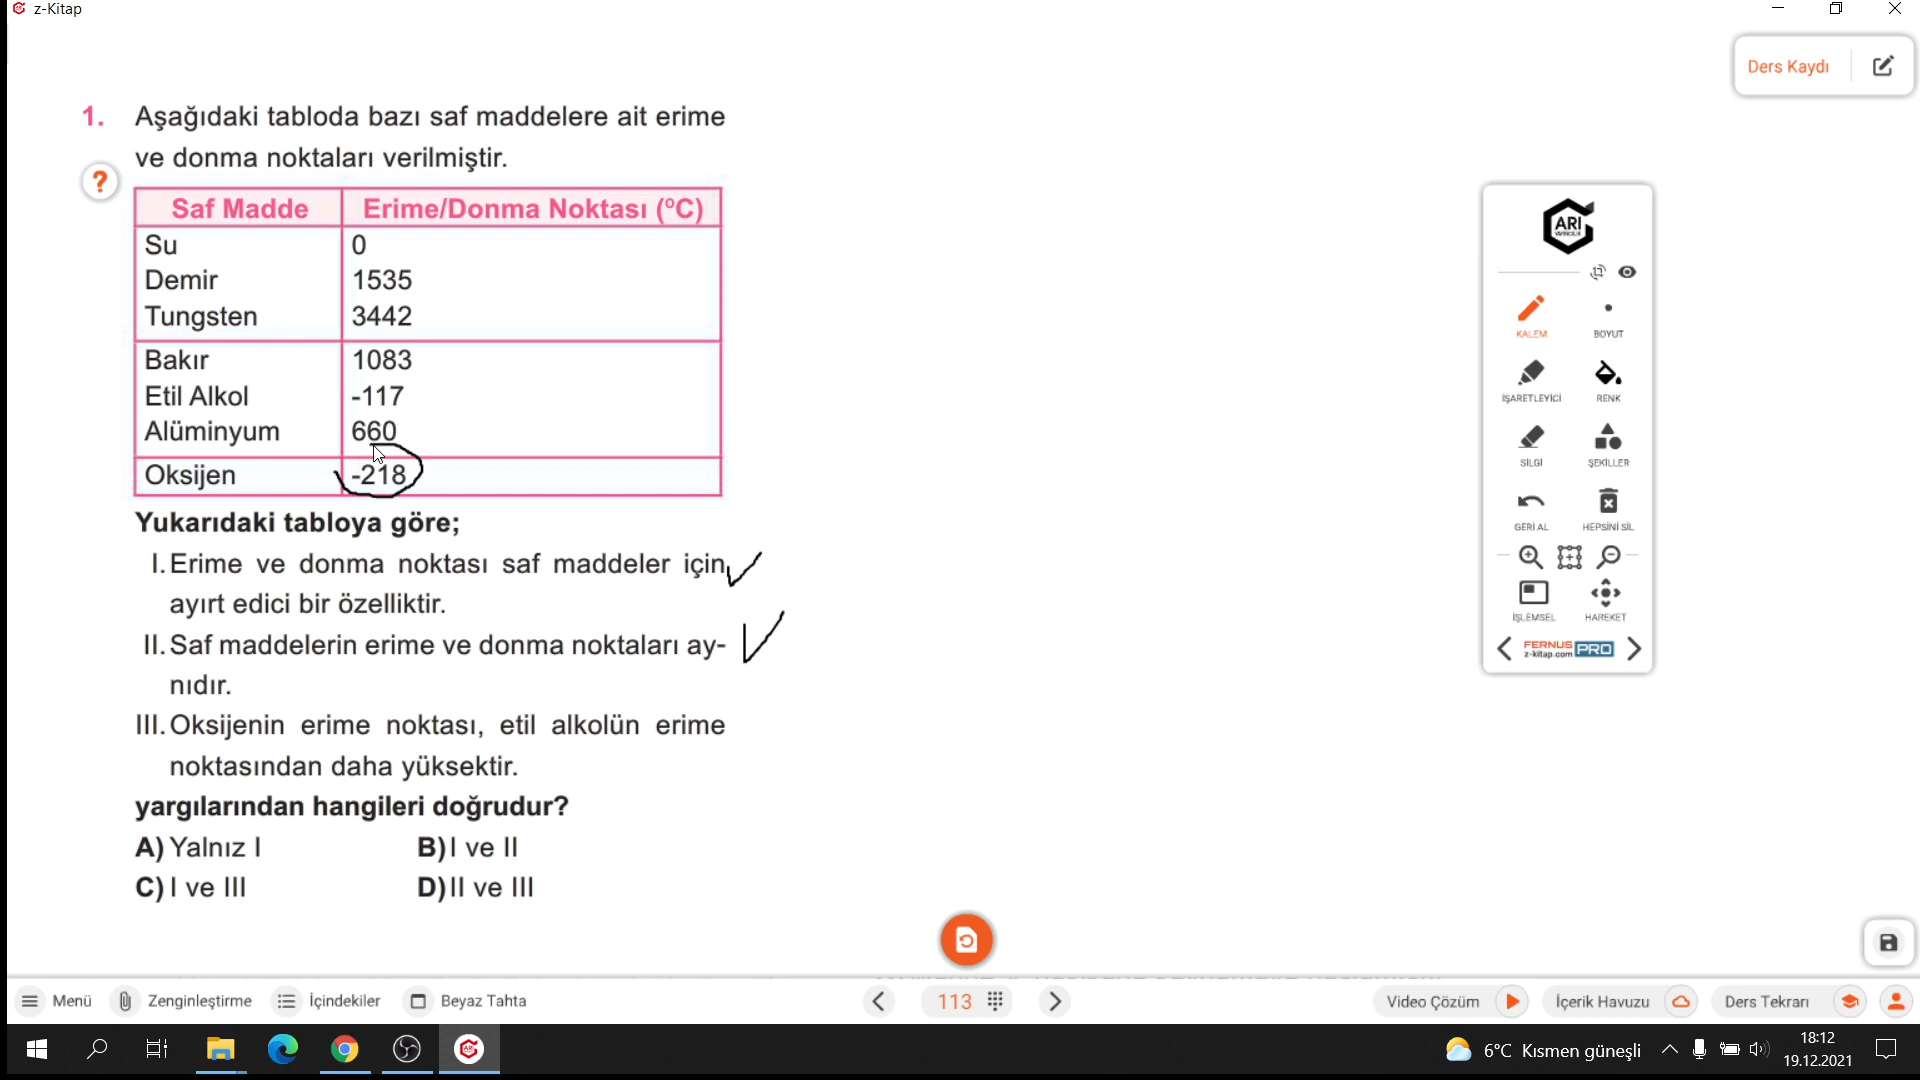 z-Kitap
Ders Kaydı
1. Aşağıdaki tabloda bazı saf maddelere ait erime
ve donma noktaları verilmiştir.
?
Saf Madde Erime/Donma Noktası (ºC)
Su 0
Demir 1535
Tungsten 3442
Bakır 1083
Etil Alkol -117
Alüminyum 660
Oksijen -218
Yukarıdaki tabloya göre;
I. Erime ve donma noktası saf maddeler için
ayırt edici bir özelliktir.
II. Saf maddelerin erime ve donma noktaları ay-
nıdır.
III. Oksijenin erime noktası, etil alkolün erime
noktasından daha yüksektir.
yargılarından hangileri doğrudur?
A) Yalnız I B) I ve II
C) I ve III D) II ve III
ARI
YAYINCILIK
KALEM BOYUT
İŞARETLEYİCİ RENK
SİLGİ ŞEKİLLER
GERİ AL HEPSİNİ SİL
İŞLEMSEL HAREKET
FERNUS
z-kitap.com PRO
Menü Zenginleştirme İçindekiler Beyaz Tahta 113 Video Çözüm İçerik Havuzu Ders Tekrarı
6°C Kısmen güneşli 18:12
19.12.2021